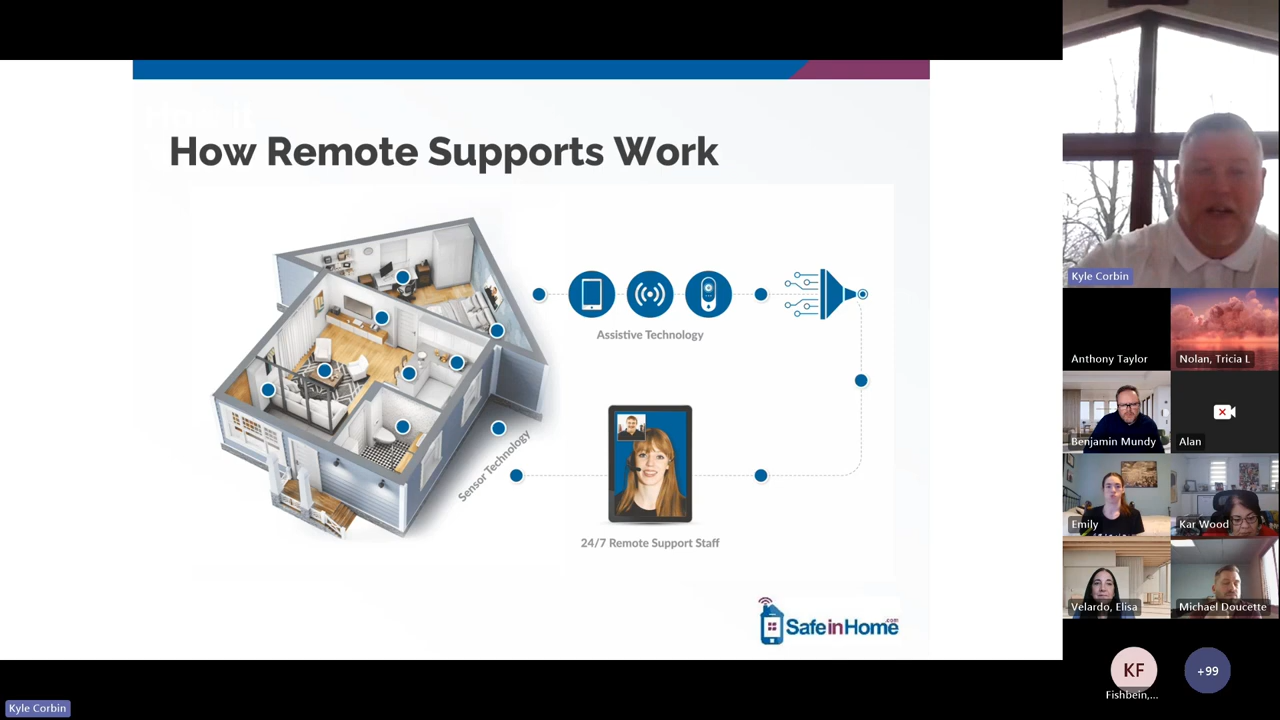 How Remote Supports Work
Assistive Technology
Sensor Technology
24/7 Remote Support Staff
SafeinHome.com
Kyle Corbin
Anthony Taylor
Nolan, Tricia L
Benjamin Mundy
Alan
Emily
Kar Wood
Velardo, Elisa
Michael Doucette
KF
Fishbein,...
+99
Kyle Corbin